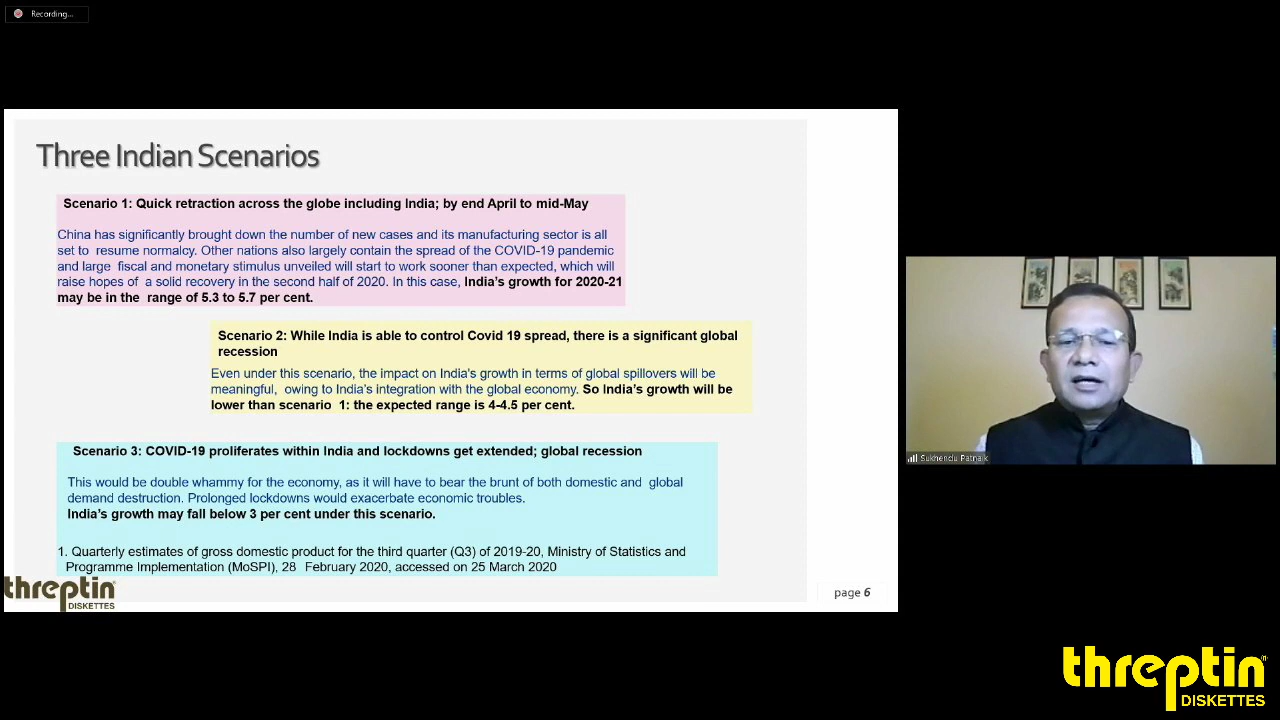 Recording...
Three Indian Scenarios
Scenario 1: Quick retraction across the globe including India; by end April to mid-May
China has significantly brought down the number of new cases and its manufacturing sector is all
set to resume normalcy. Other nations also largely contain the spread of the COVID-19 pandemic
and large fiscal and monetary stimulus unveiled will start to work sooner than expected, which will
raise hopes of a solid recovery in the second half of 2020. In this case, India's growth for 2020-21
may be in the range of 5.3 to 5.7 per cent.
Scenario 2: While India is able to control Covid 19 spread, there is a significant global
recession
Even under this scenario, the impact on India's growth in terms of global spillovers will be
meaningful, owing to India's integration with the global economy. So India's growth will be
lower than scenario 1: the expected range is 4-4.5 per cent.
Scenario 3: COVID-19 proliferates within India and lockdowns get extended; global recession
This would be double whammy for the economy, as it will have to bear the brunt of both domestic and global
demand destruction. Prolonged lockdowns would exacerbate economic troubles.
India's growth may fall below 3 per cent under this scenario.
1. Quarterly estimates of gross domestic product for the third quarter (Q3) of 2019-20, Ministry of Statistics and
Programme Implementation (MoSPI), 28 February 2020, accessed on 25 March 2020
threptin
DISKETTES
page 6
Sukhendu Patnaik
threptin
DISKETTES